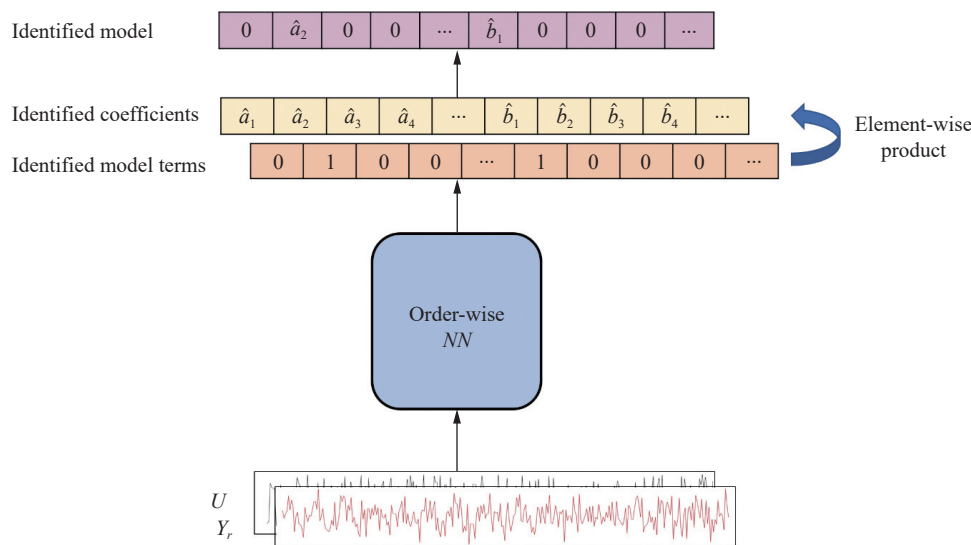 Identified model 0 â₂ 0 0 ... b̂₁ 0 0 0 ...
Identified coefficients â₁ â₂ â₃ â₄ ... b̂₁ b̂₂ b̂₃ b̂₄ ...
Identified model terms 0 1 0 0 ... 1 0 0 0 ...
Element-wise
product
Order-wise
NN
U
Yᵣ